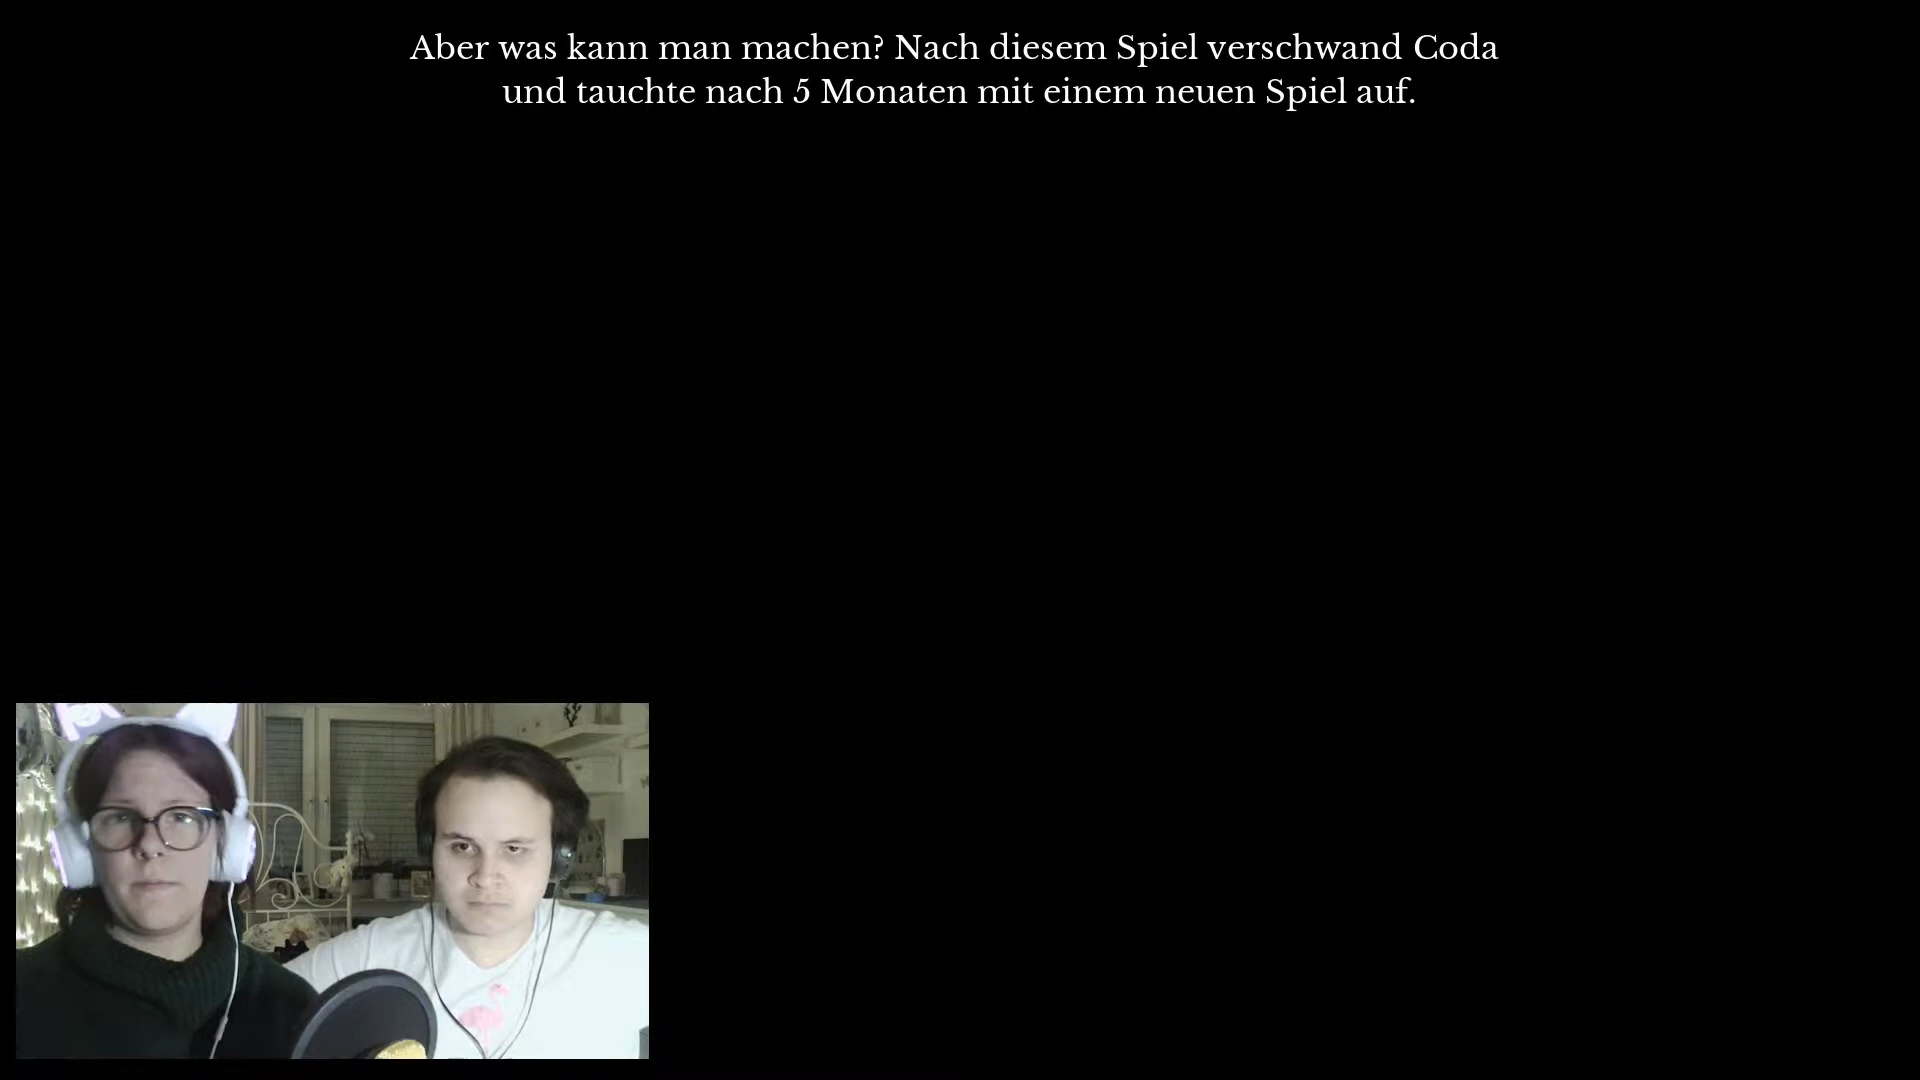 Aber was kann man machen? Nach diesem Spiel verschwand Coda
und tauchte nach 5 Monaten mit einem neuen Spiel auf.